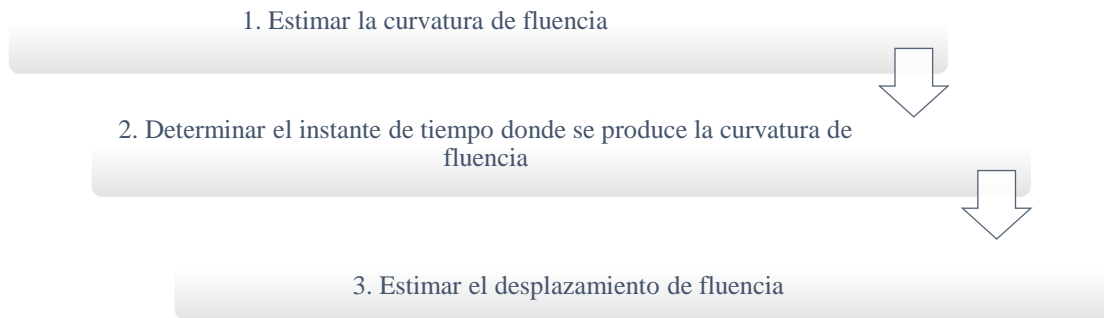 1. Estimar la curvatura de fluencia
2. Determinar el instante de tiempo donde se produce la curvatura de
fluencia
3. Estimar el desplazamiento de fluencia